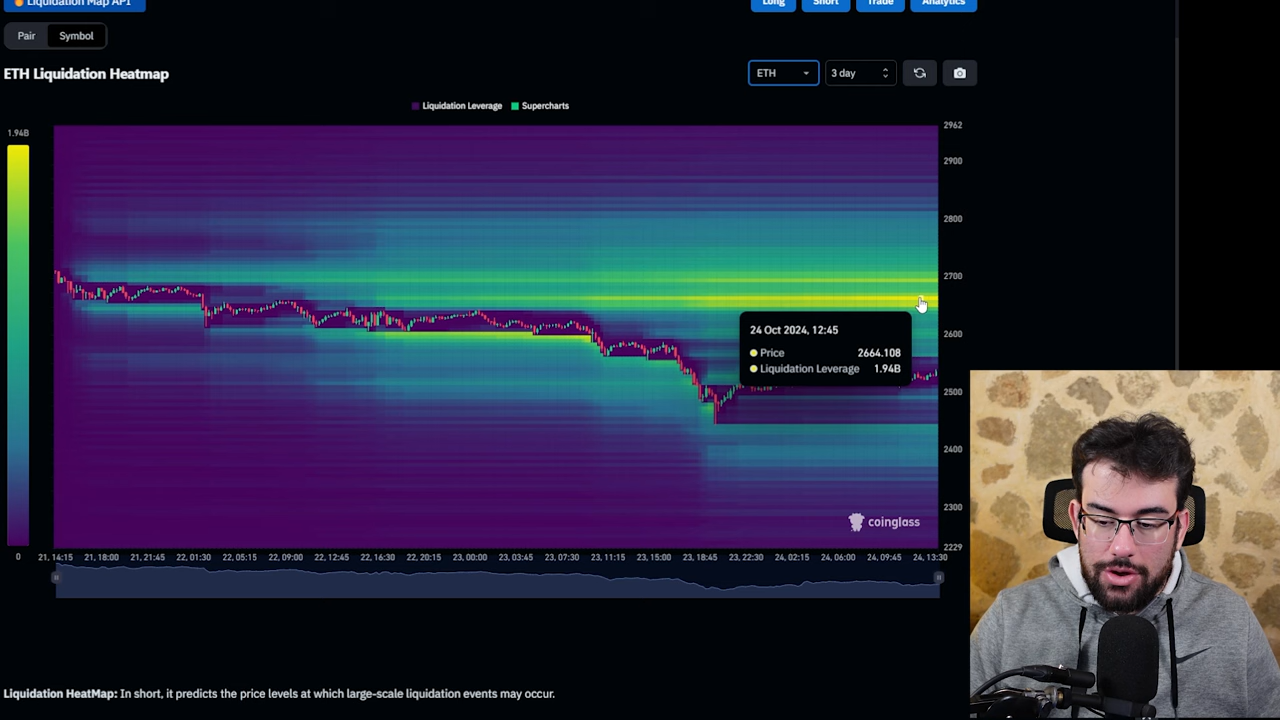 Liquidation Map API
Long Short Trade Analytics
Pair Symbol
ETH Liquidation Heatmap
ETH 3 day
Liquidation Leverage Supercharts
1.94B
0
2962
2900
2800
2700
2600
2500
2400
2300
2229
24 Oct 2024, 12:45
Price 2664.108
Liquidation Leverage 1.94B
coinglass
21, 14:15 21, 18:00 21, 21:45 22, 01:30 22, 05:15 22, 09:00 22, 12:45 22, 16:30 22, 20:15 23, 00:00 23, 03:45 23, 07:30 23, 11:15 23, 15:00 23, 18:45 23, 22:30 24, 02:15 24, 06:00 24, 09:45 24, 13:30
Liquidation HeatMap: In short, it predicts the price levels at which large-scale liquidation events may occur.